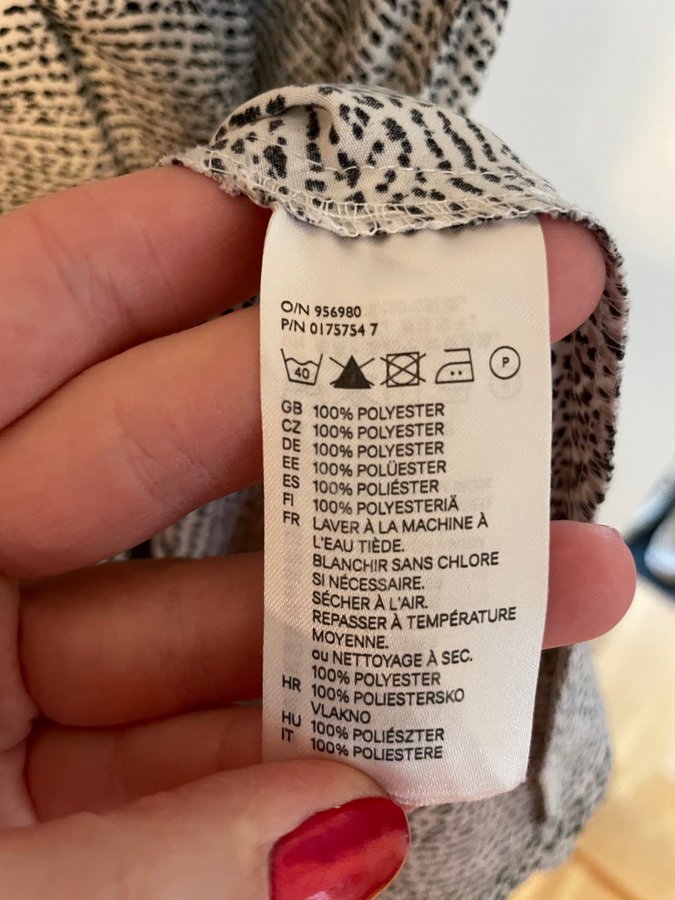 O/N 956980
P/N 0175754 7
40 P
GB 100% POLYESTER
CZ 100% POLYESTER
DE 100% POLYESTER
EE 100% POLÜESTER
ES 100% POLIÉSTER
FI 100% POLYESTERIÄ
FR LAVER À LA MACHINE À
L'EAU TIÈDE.
BLANCHIR SANS CHLORE
SI NÉCESSAIRE.
SÉCHER À L'AIR.
REPASSER À TEMPÉRATURE
MOYENNE.
ou NETTOYAGE À SEC.
100% POLYESTER
HR 100% POLIESTERSKO
VLAKNO
HU 100% POLIÉSZTER
IT 100% POLIESTERE